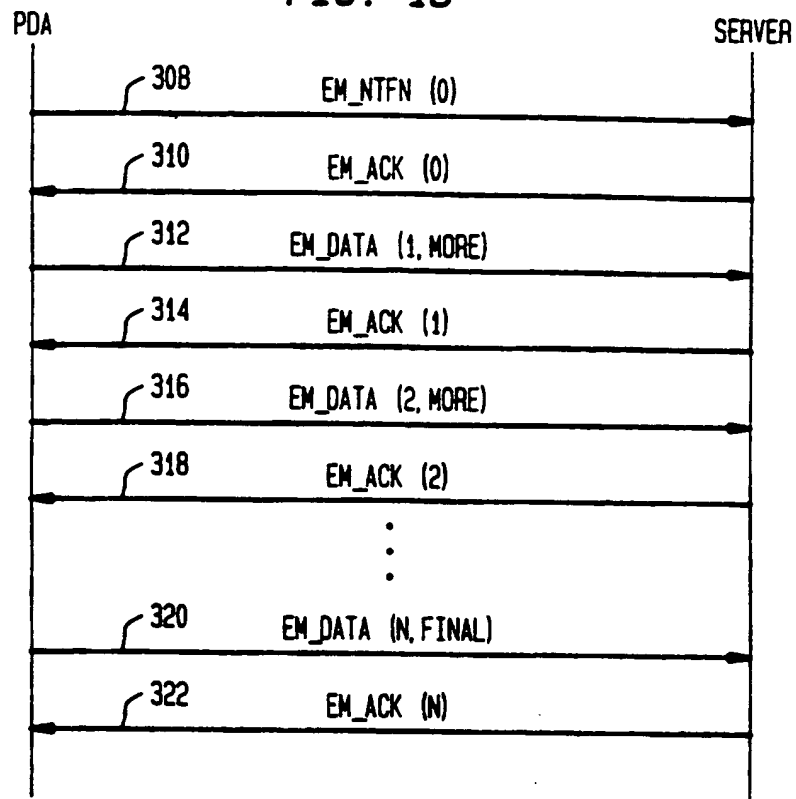 PDA
SERVER
308
EM_NTFN (0)
310
EM_ACK (0)
312
EM_DATA (1, MORE)
314
EM_ACK (1)
316
EM_DATA (2, MORE)
318
EM_ACK (2)
320
EM_DATA (N, FINAL)
322
EM_ACK (N)